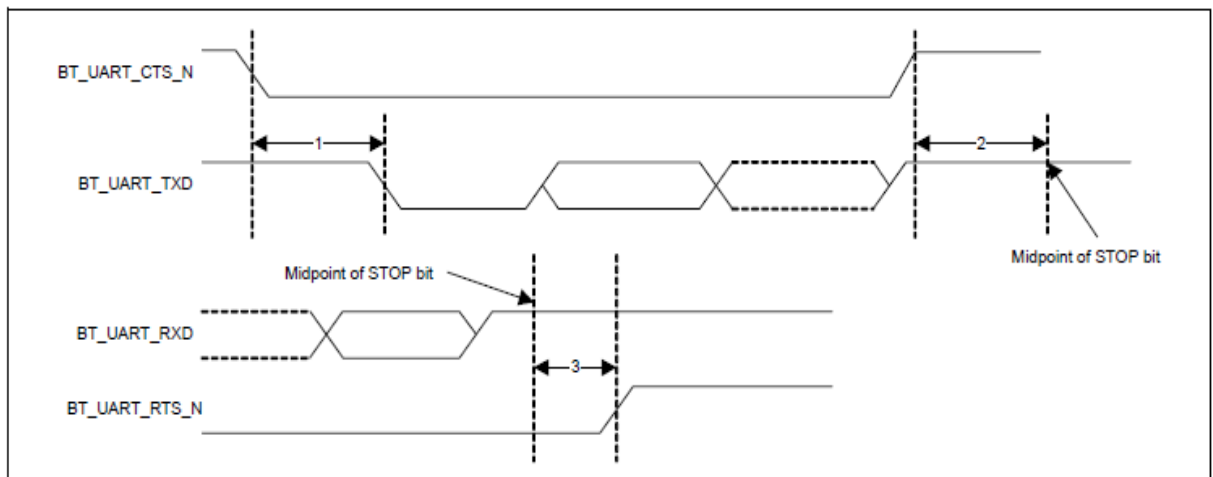 BT_UART_CTS_N
1
2
BT_UART_TXD
Midpoint of STOP bit
Midpoint of STOP bit
BT_UART_RXD
3
BT_UART_RTS_N